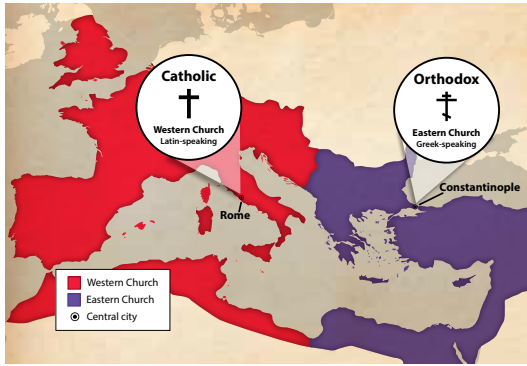 Catholic
Western Church
Latin-speaking
Orthodox
Eastern Church
Greek-speaking
Constantinople
Rome
Western Church
Eastern Church
Central city